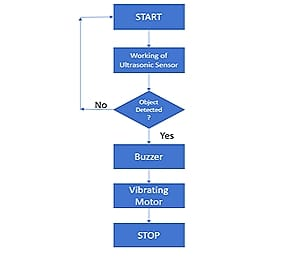 START
Working of
Ultrasonic Sensor
Object
Detected
?
No
Yes
Buzzer
Vibrating
Motor
STOP